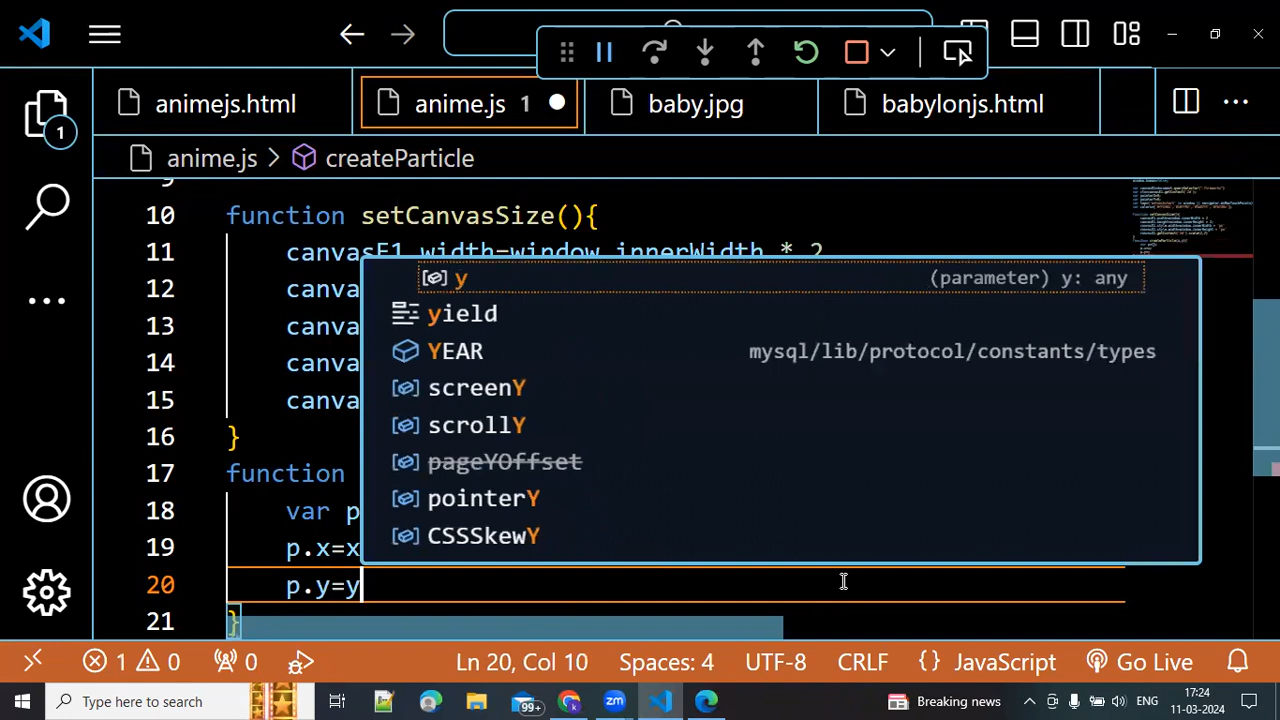 animejs.html
anime.js 1
baby.jpg
babylonjs.html
anime.js > createParticle
10 function setCanvasSize(){
11 canvasE1.width=window.innerWidth * 2
12 canva
13 canva
14 canva
15 canva
16 }
17 function
18 var p
19 p.x=x
20 p.y=y
21 }
y (parameter) y: any
yield
YEAR mysql/lib/protocol/constants/types
screenY
scrollY
pageYOffset
pointerY
CSSSkewY
1
1 0 0 Ln 20, Col 10 Spaces: 4 UTF-8 CRLF {} JavaScript Go Live
Type here to search
99+
Breaking news
ENG
17:24
11-03-2024